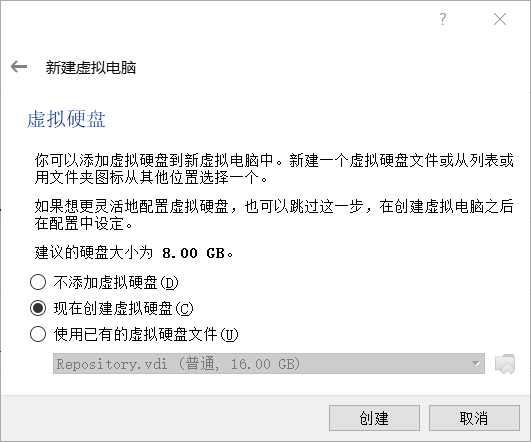 ?
新建虚拟电脑
虚拟硬盘
你可以添加虚拟硬盘到新虚拟电脑中。新建一个虚拟硬盘文件或从列表或
用文件夹图标从其他位置选择一个。
如果想更灵活地配置虚拟硬盘，也可以跳过这一步，在创建虚拟电脑之后
在配置中设定。
建议的硬盘大小为 8.00 GB。
不添加虚拟硬盘(D)
现在创建虚拟硬盘(C)
使用已有的虚拟硬盘文件(U)
Repository.vdi (普通, 16.00 GB)
创建
取消